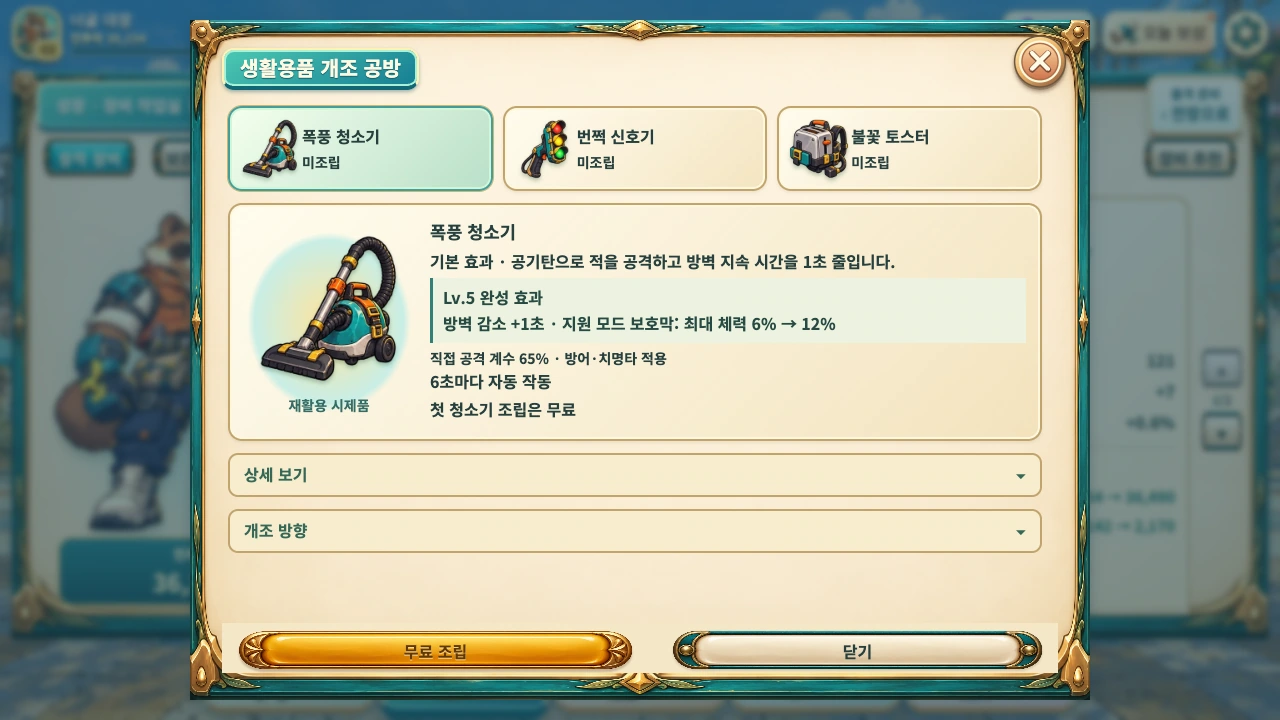 생활용품 개조 공방
폭풍 청소기
미조립
번쩍 신호기
미조립
불꽃 토스터
미조립
폭풍 청소기
기본 효과 · 공기탄으로 적을 공격하고 방벽 지속 시간을 1초 줄입니다.
Lv.5 완성 효과
방벽 감소 +1초 · 지원 모드 보호막: 최대 체력 6% → 12%
직접 공격 계수 65% · 방어·치명타 적용
6초마다 자동 작동
첫 청소기 조립은 무료
재활용 시제품
상세 보기
개조 방향
무료 조립
닫기